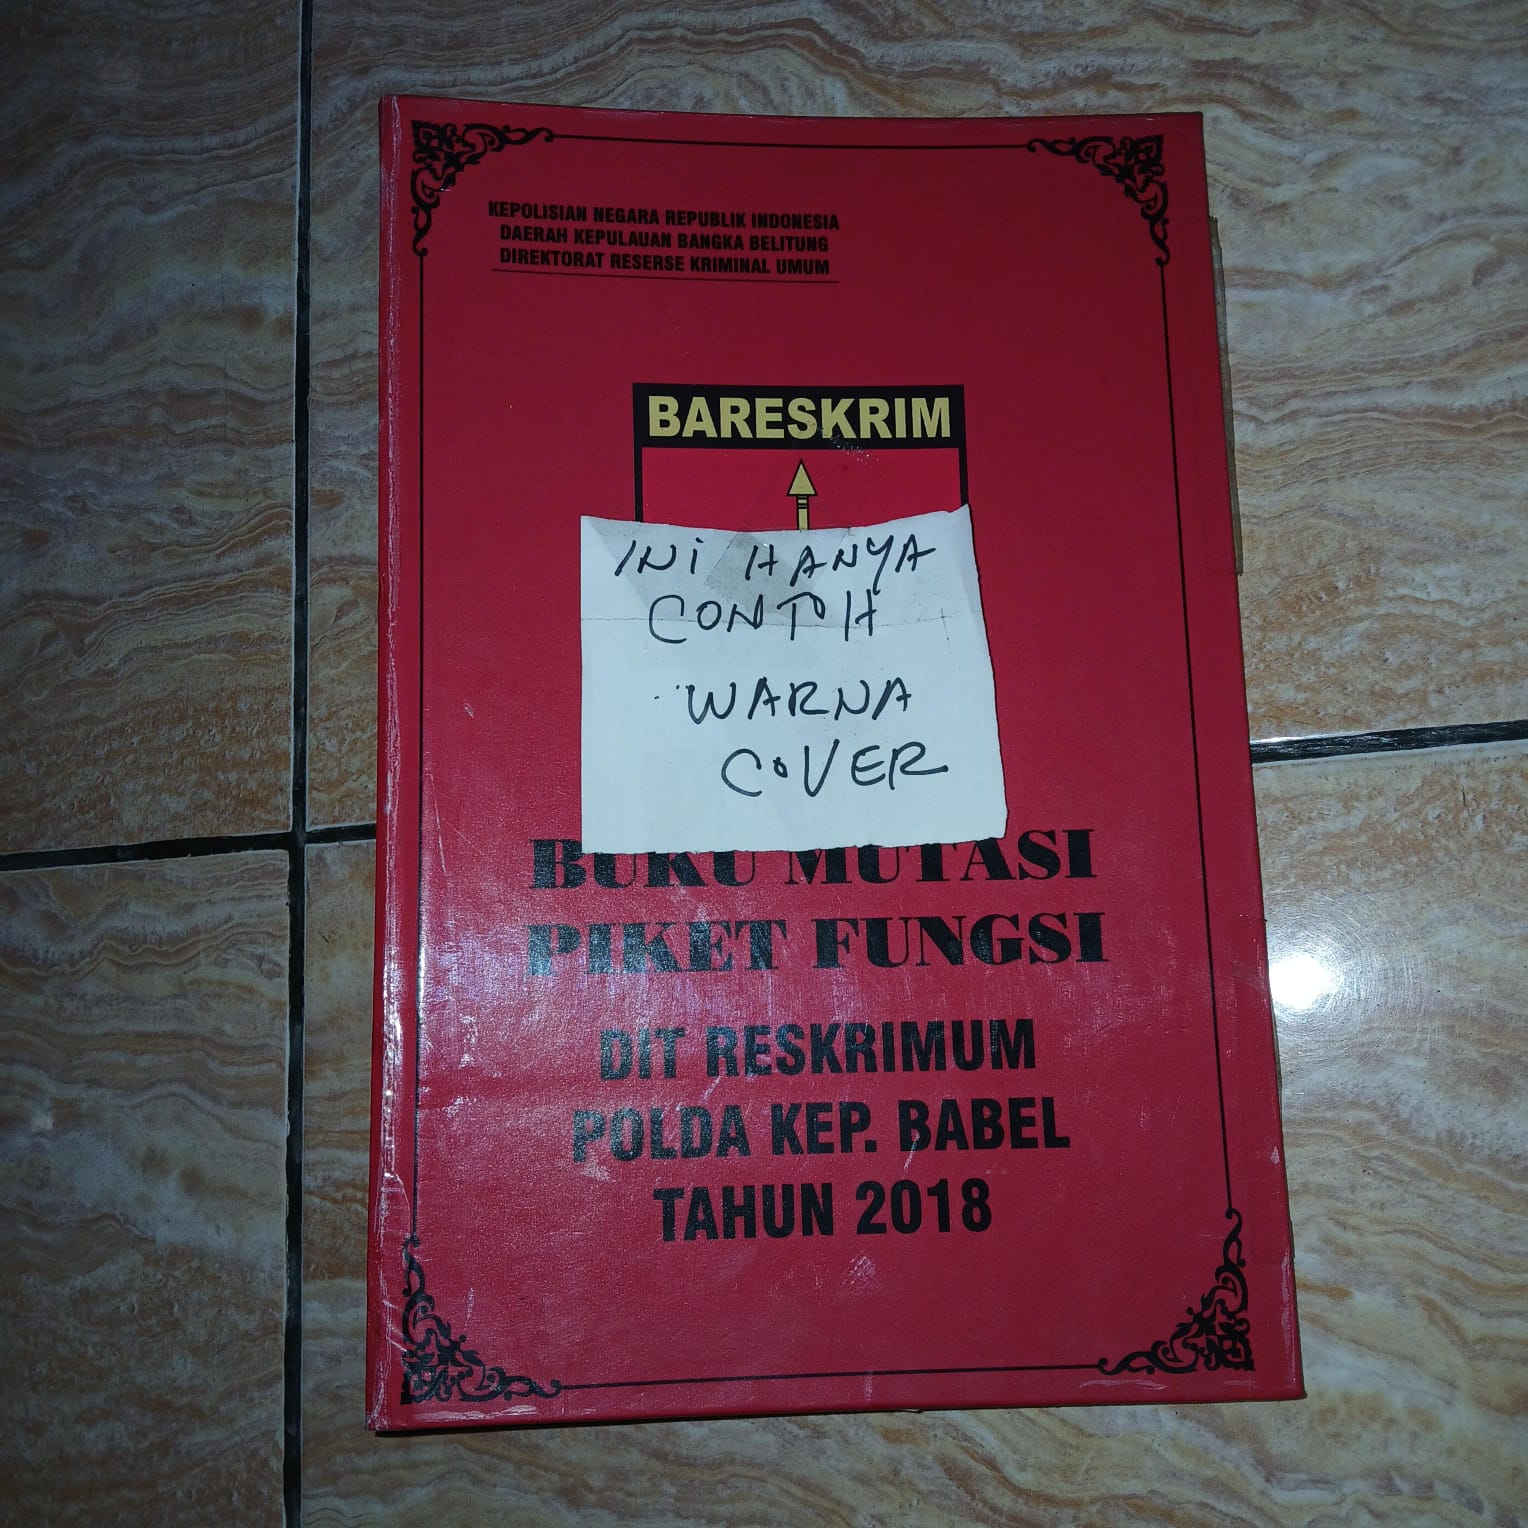 KEPOLISIAN NEGARA REPUBLIK INDONESIA
DAERAH KEPULAUAN BANGKA BELITUNG
DIREKTORAT RESERSE KRIMINAL UMUM
BARESKRIM
INI HANYA
CONTOH
WARNA
COVER
BUKU MUTASI
PIKET FUNGSI
DIT RESKRIMUM
POLDA KEP. BABEL
TAHUN 2018